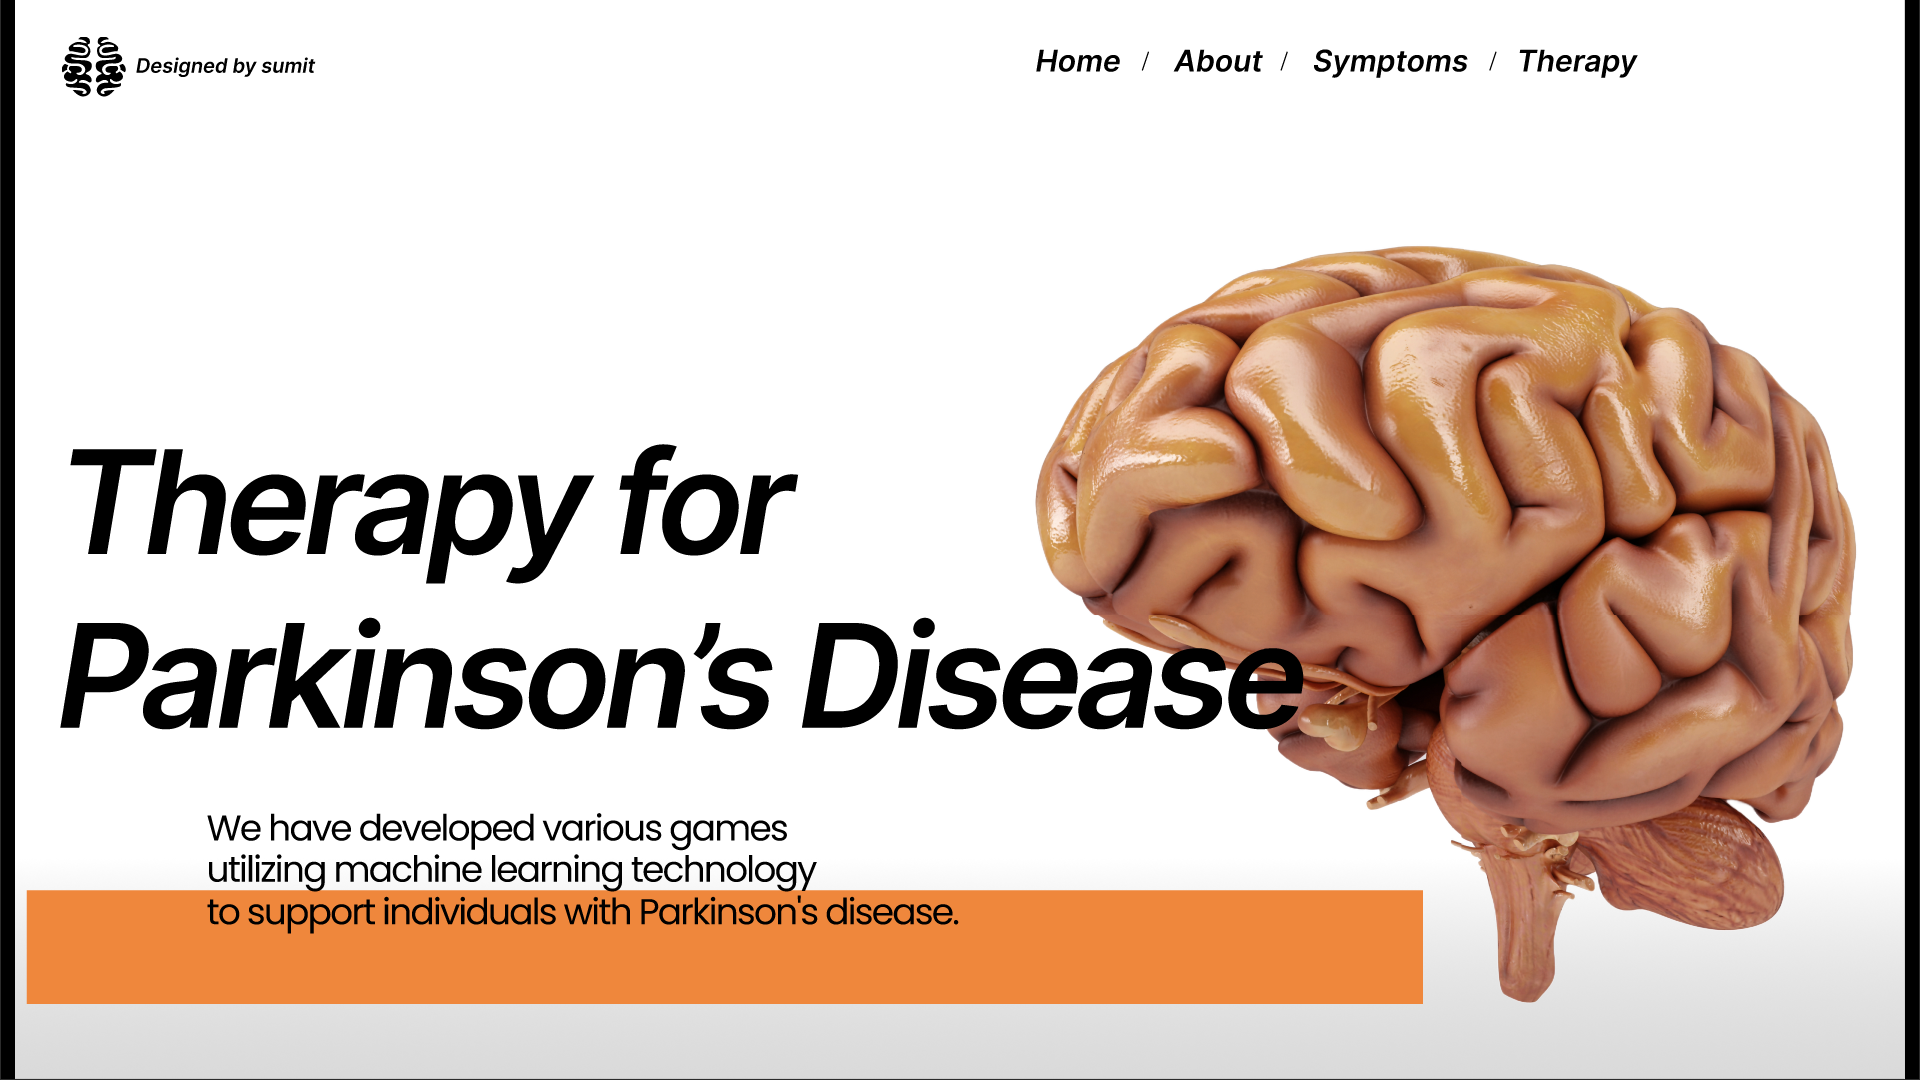 Designed by sumit
Home / About / Symptoms / Therapy
Therapy for
Parkinson’s Disease
We have developed various games
utilizing machine learning technology
to support individuals with Parkinson's disease.